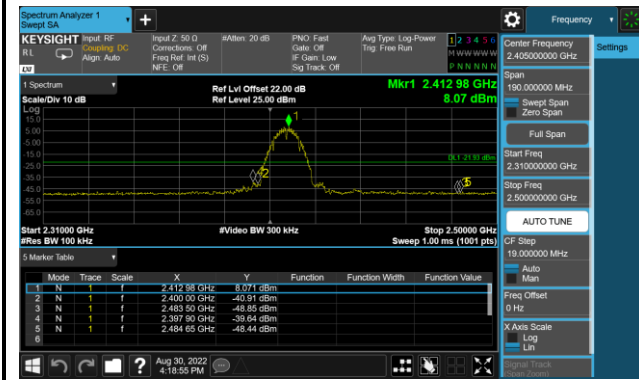 Spectrum Analyzer 1
Swept SA
+
Frequency
KEYSIGHT
RL
Input: RF
Coupling: DC
Align: Auto
Input Z: 50 Ω
Corrections: Off
Freq Ref: Int (S)
NFE: Off
#Atten: 20 dB
PNO: Fast
Gate: Off
IF Gain: Low
Sig Track: Off
Avg Type: Log-Power
Trig: Free Run
1 2 3 4 5 6
M W W W W W
P N N N N N
1 Spectrum
Scale/Div 10 dB
Ref Lvl Offset 22.00 dB
Ref Level 25.00 dBm
Mkr1 2.412 98 GHz
8.07 dBm
Log
15.0
5.00
-5.00
-15.0
-25.0
-35.0
-45.0
-55.0
-65.0
1
DL1 -21.93 dBm
2
5
Start 2.31000 GHz
#Res BW 100 kHz
#Video BW 300 kHz
Stop 2.50000 GHz
Sweep 1.00 ms (1001 pts)
5 Marker Table
Mode Trace Scale X Y Function Function Width Function Value
1 N 1 f 2.412 98 GHz 8.071 dBm
2 N 1 f 2.400 00 GHz -40.91 dBm
3 N 1 f 2.483 50 GHz -48.85 dBm
4 N 1 f 2.397 90 GHz -39.64 dBm
5 N 1 f 2.484 65 GHz -48.44 dBm
6
?
Aug 30, 2022
4:18:55 PM
Center Frequency
2.405000000 GHz
Settings
Span
190.000000 MHz
Swept Span
Zero Span
Full Span
Start Freq
2.310000000 GHz
Stop Freq
2.500000000 GHz
AUTO TUNE
CF Step
19.000000 MHz
Auto
Man
Freq Offset
0 Hz
X Axis Scale
Log
Lin
Signal Track
(Span Zoom)